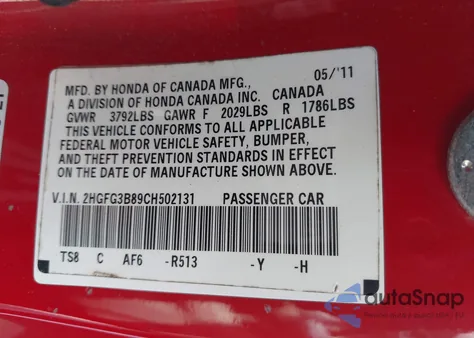 MFD. BY HONDA OF CANADA MFG., 05/'11
A DIVISION OF HONDA CANADA INC. CANADA
GVWR 3792LBS GAWR F 2029LBS R 1786LBS
THIS VEHICLE CONFORMS TO ALL APPLICABLE
FEDERAL MOTOR VEHICLE SAFETY, BUMPER,
AND THEFT PREVENTION STANDARDS IN EFFECT
ON THE DATE OF MANUFACTURE SHOWN ABOVE.
V.I.N. 2HGFG3B89CH502131 PASSENGER CAR
TS8 C AF6 -R513 -Y -H
autoSnap